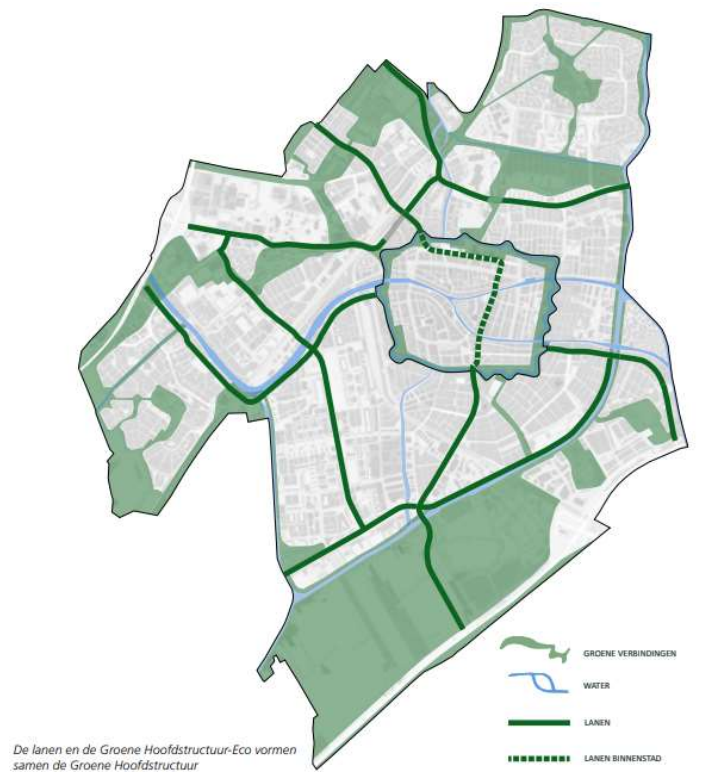 GROENE VERBINDINGEN
WATER
LANEN
LANEN BINNENSTAD
De lanen en de Groene Hoofdstructuur-Eco vormen
samen de Groene Hoofdstructuur